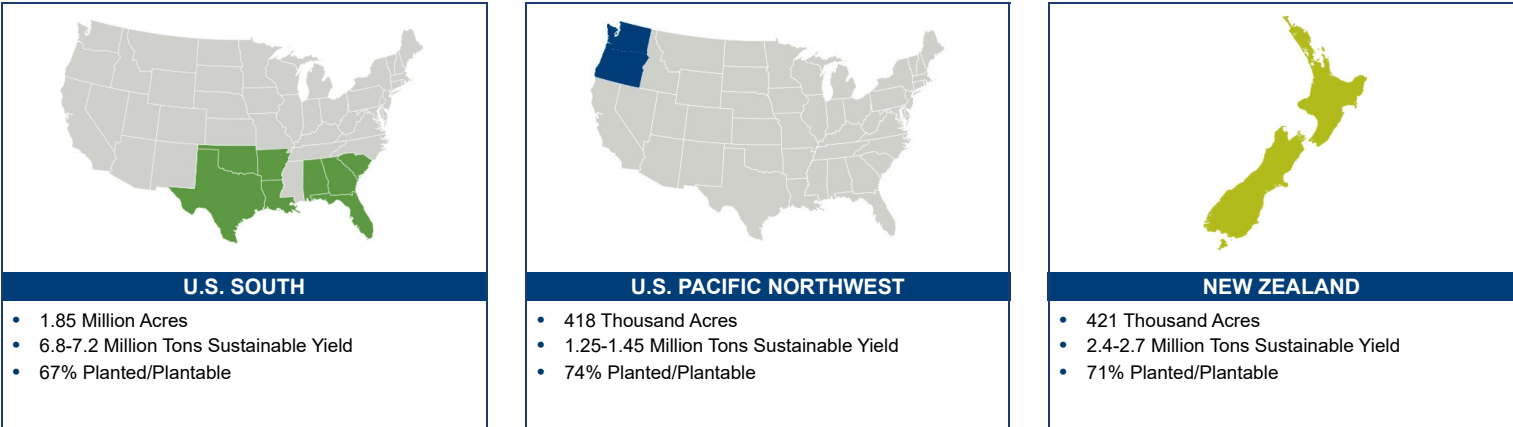 U.S. SOUTH
• 1.85 Million Acres
• 6.8-7.2 Million Tons Sustainable Yield
• 67% Planted/Plantable
U.S. PACIFIC NORTHWEST
• 418 Thousand Acres
• 1.25-1.45 Million Tons Sustainable Yield
• 74% Planted/Plantable
NEW ZEALAND
• 421 Thousand Acres
• 2.4-2.7 Million Tons Sustainable Yield
• 71% Planted/Plantable